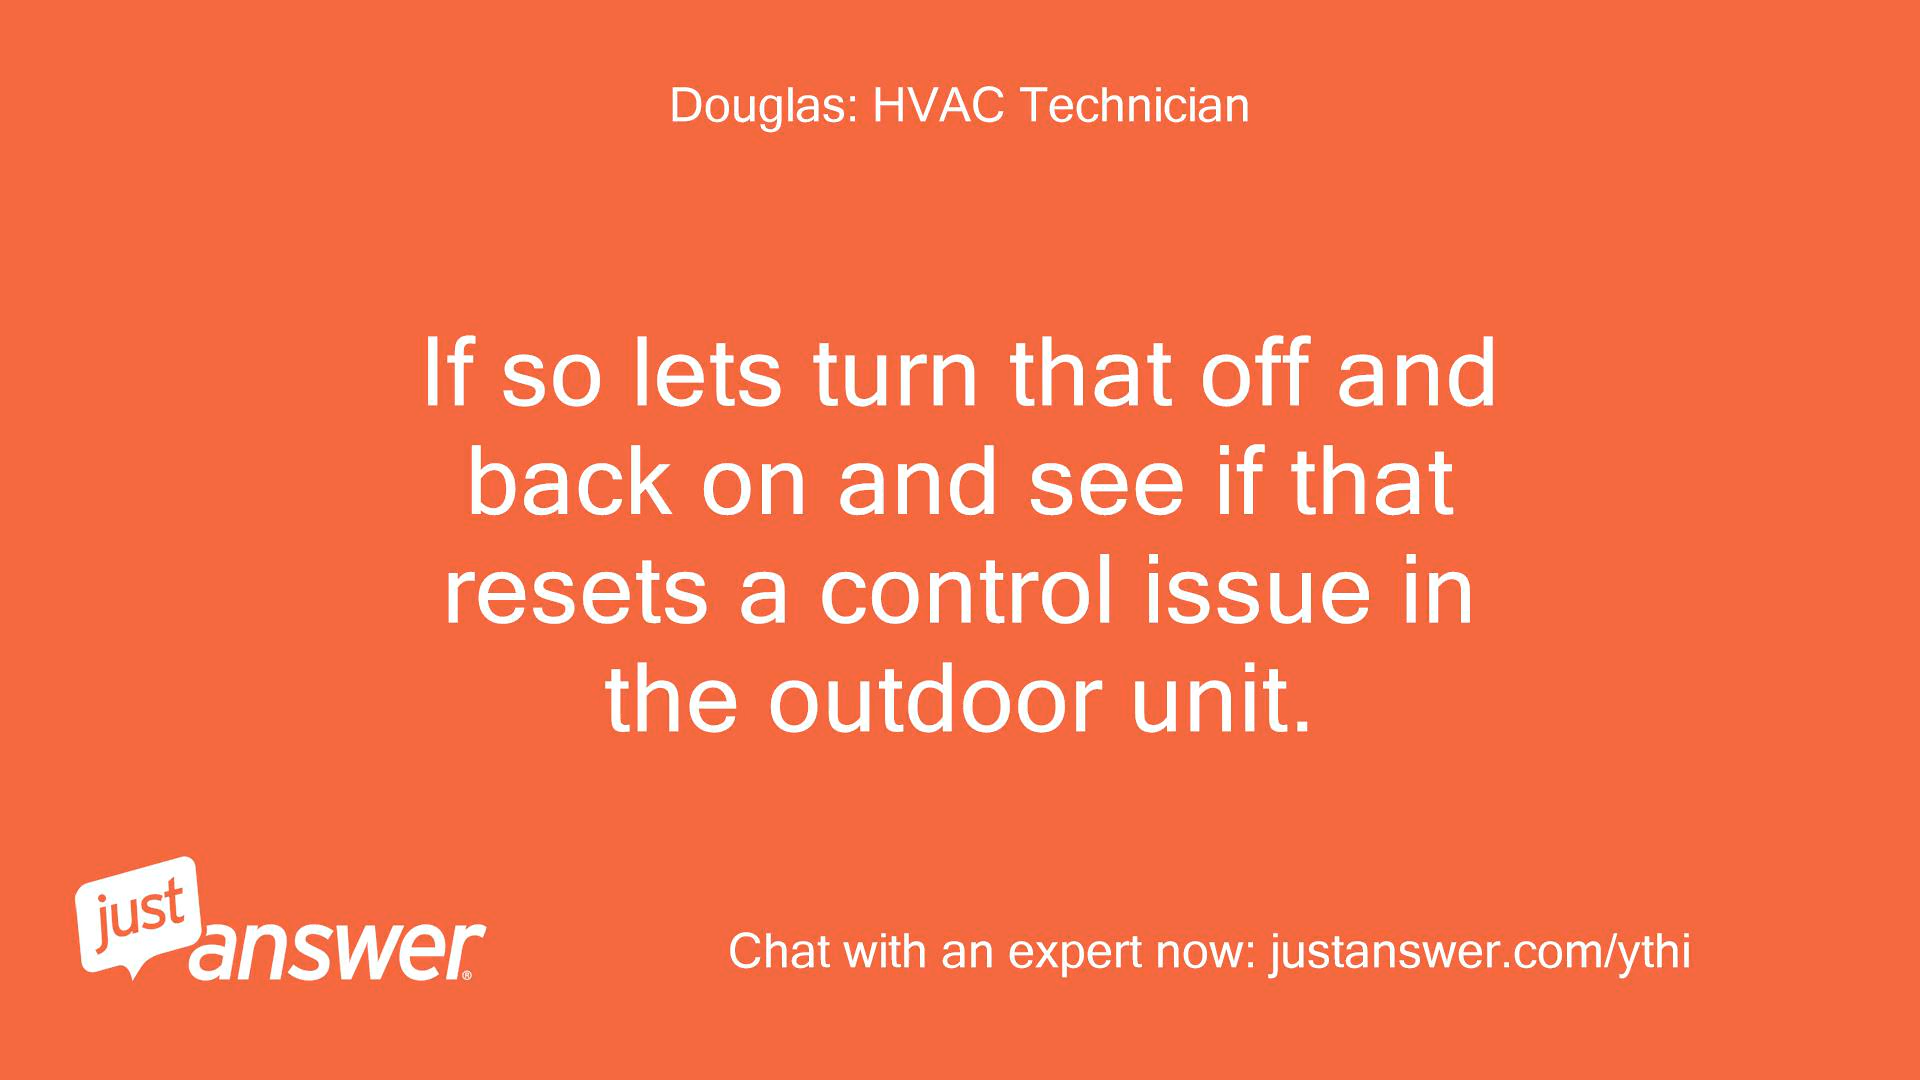 Douglas: HVAC Technician
If so lets turn that off and
back on and see if that
resets a control issue in
the outdoor unit.
just
answer®
Chat with an expert now: justanswer.com/ythi